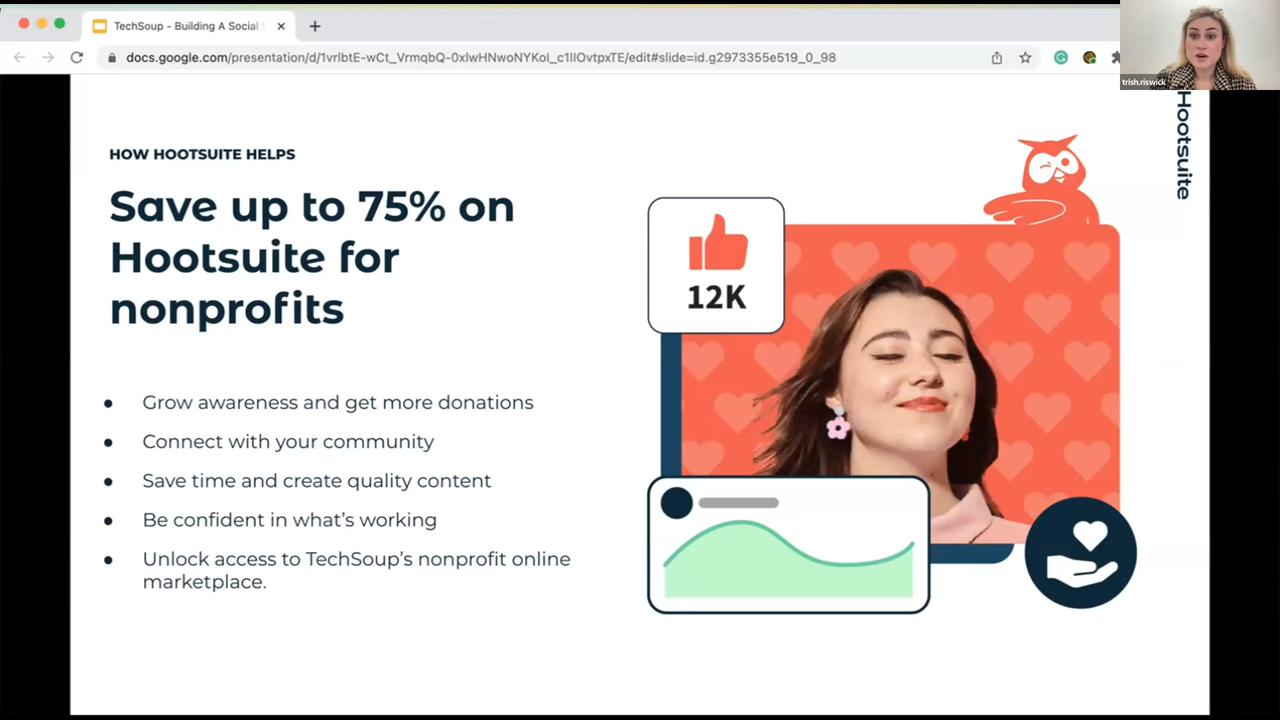 TechSoup - Building A Social S
docs.google.com/presentation/d/1vrlbtE-wCt_VrmqbQ-0xlwHNwoNYKol_c1llOvtpxTE/edit#slide=id.g2973355e519_0_98
trish.riswick
Hootsuite
HOW HOOTSUITE HELPS
Save up to 75% on
Hootsuite for
nonprofits
12K
● Grow awareness and get more donations
● Connect with your community
● Save time and create quality content
● Be confident in what’s working
● Unlock access to TechSoup’s nonprofit online
marketplace.